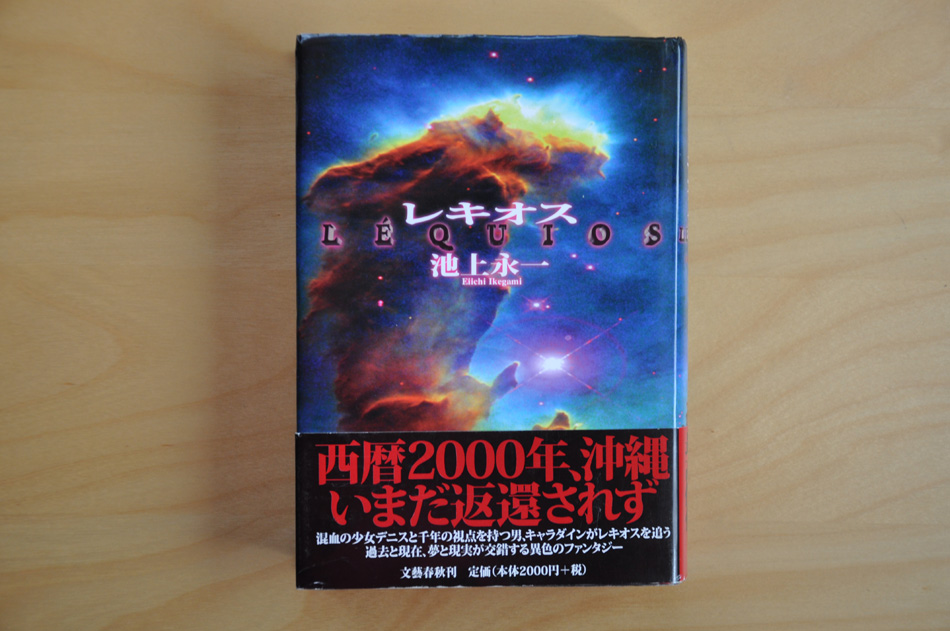 レキオス
LÉQUIOS
池上永一
Eiichi Ikegami
西暦2000年、沖縄
いまだ返還されず
混血の少女デニスと千年の視点を持つ男、キャラダインがレキオスを追う
過去と現在、夢と現実が交錯する異色のファンタジー
文藝春秋刊 定価(本体2000円+税)